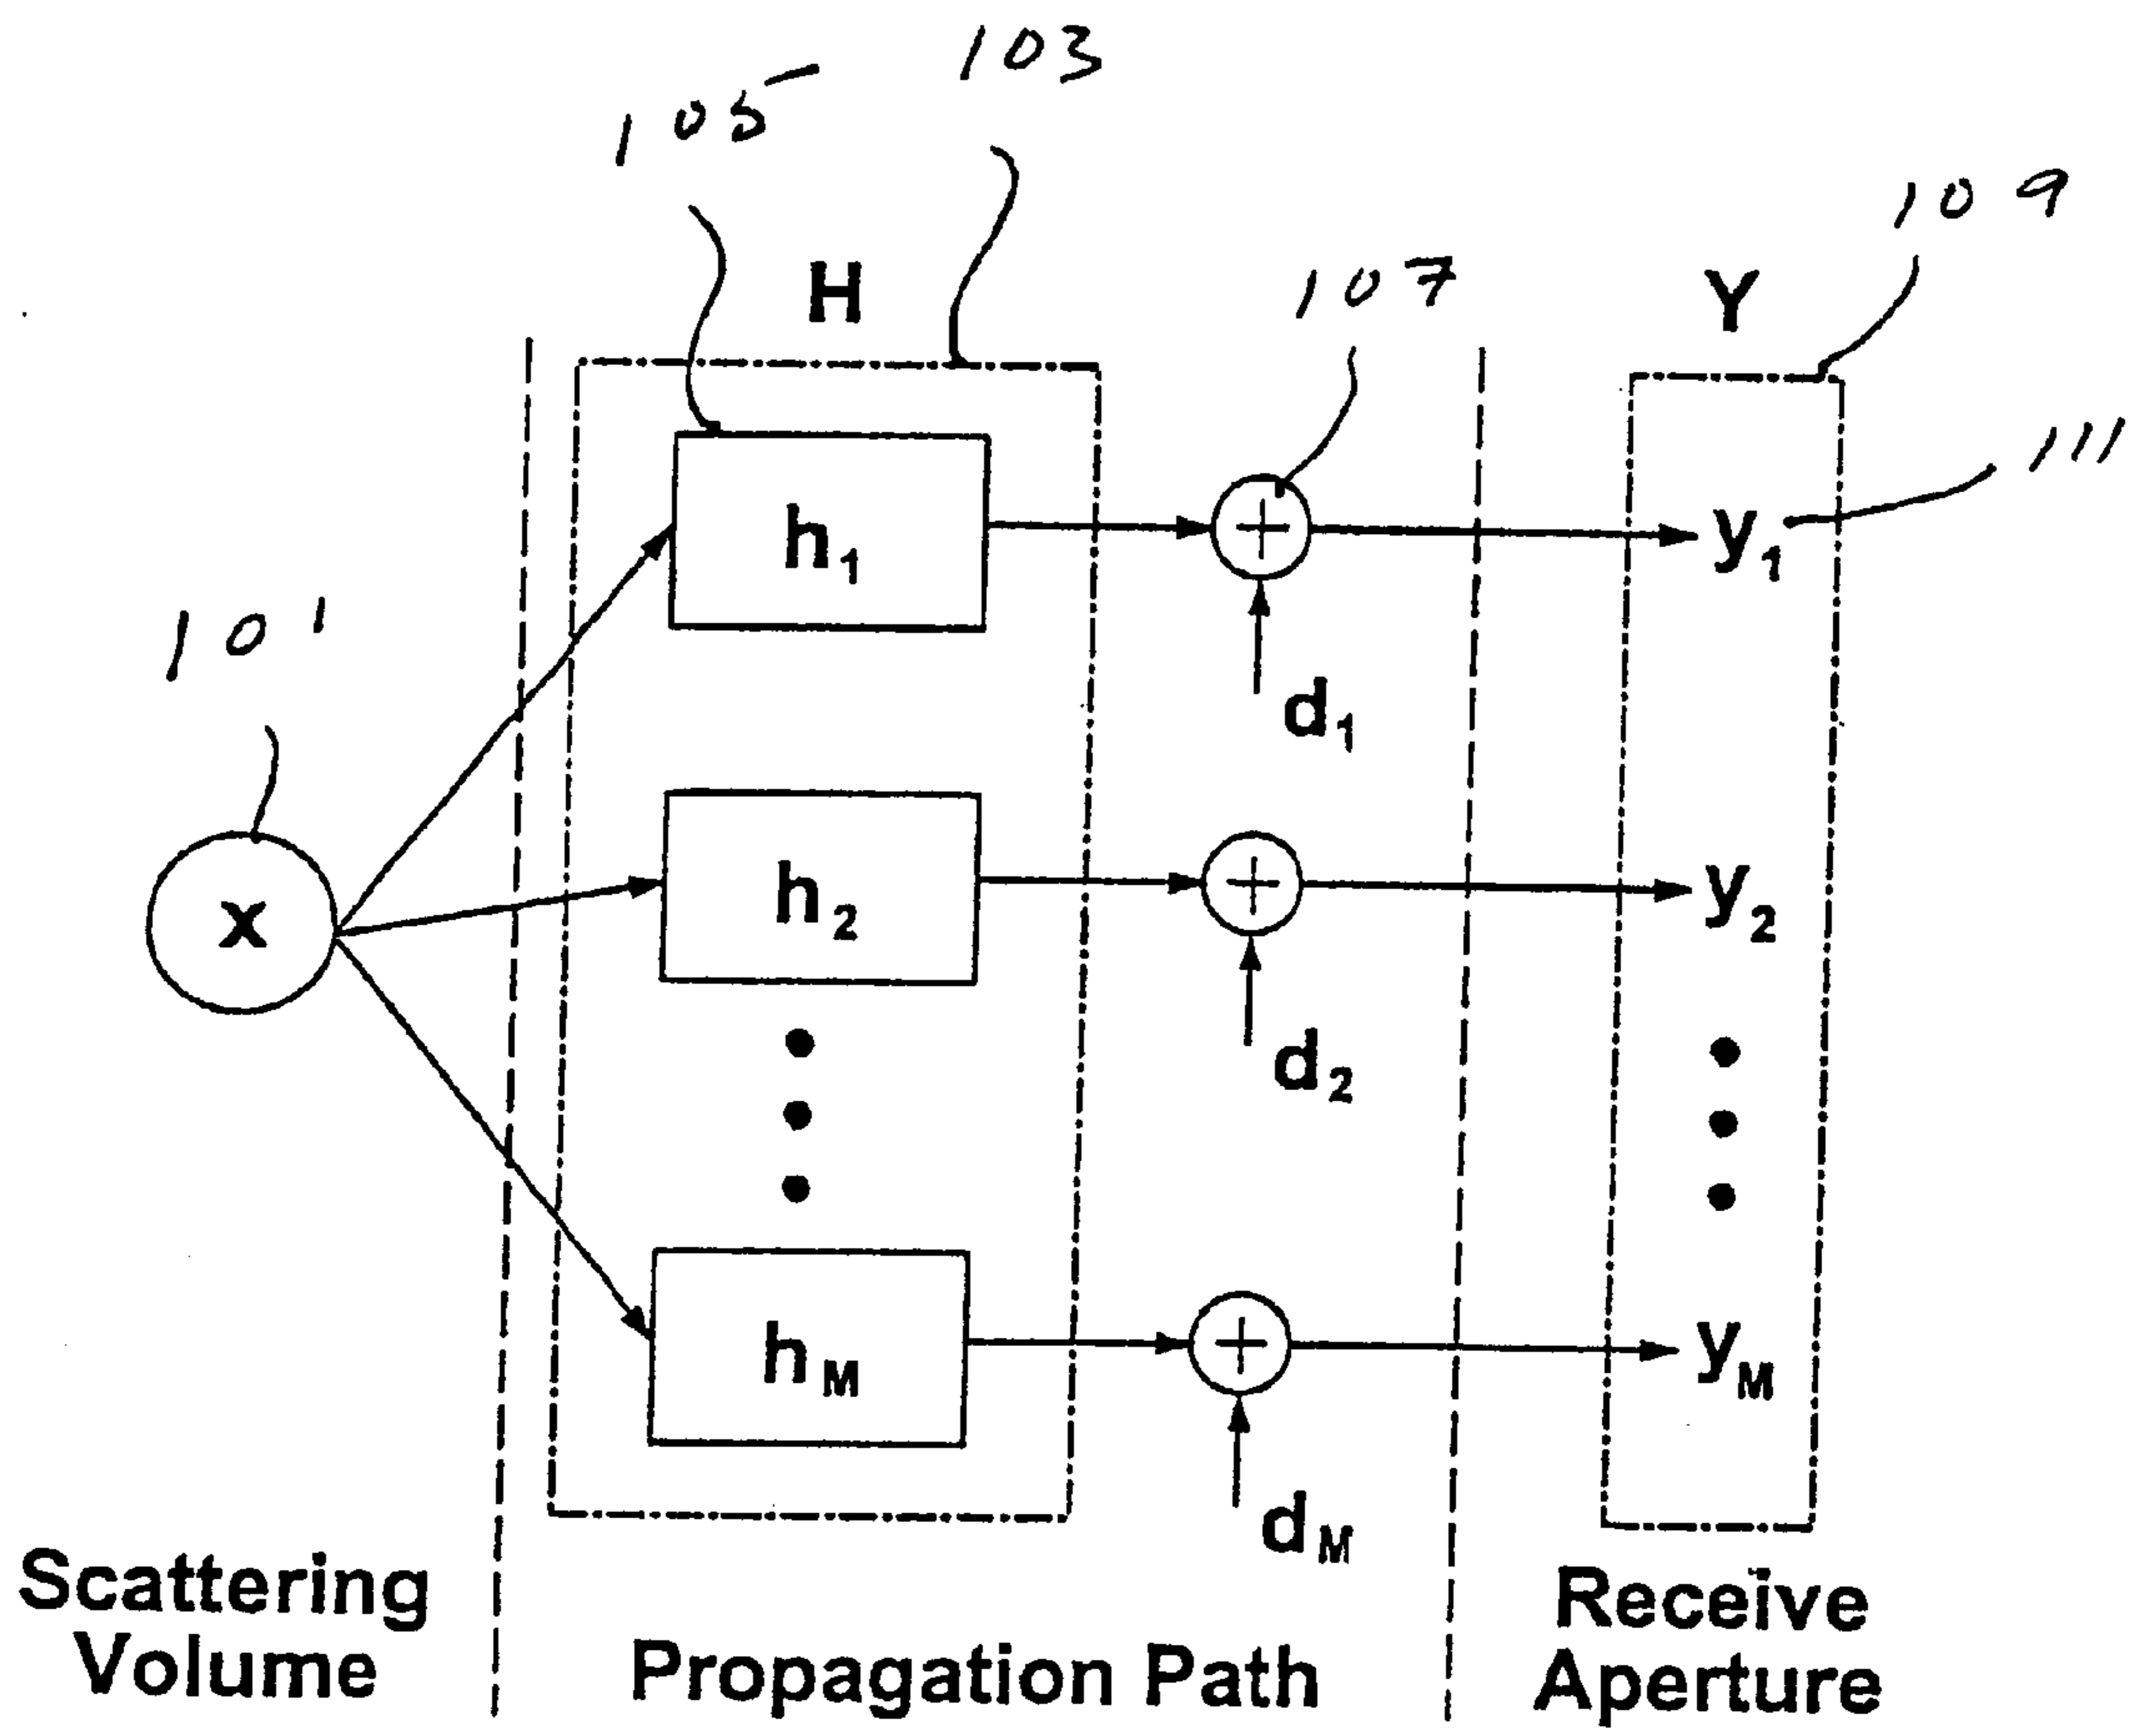 103
105
109
H
107
Y
111
h1
y1
101
d1
x
h2
y2
d2
hM
yM
dM
Scattering
Volume
Propagation Path
Receive
Aperture